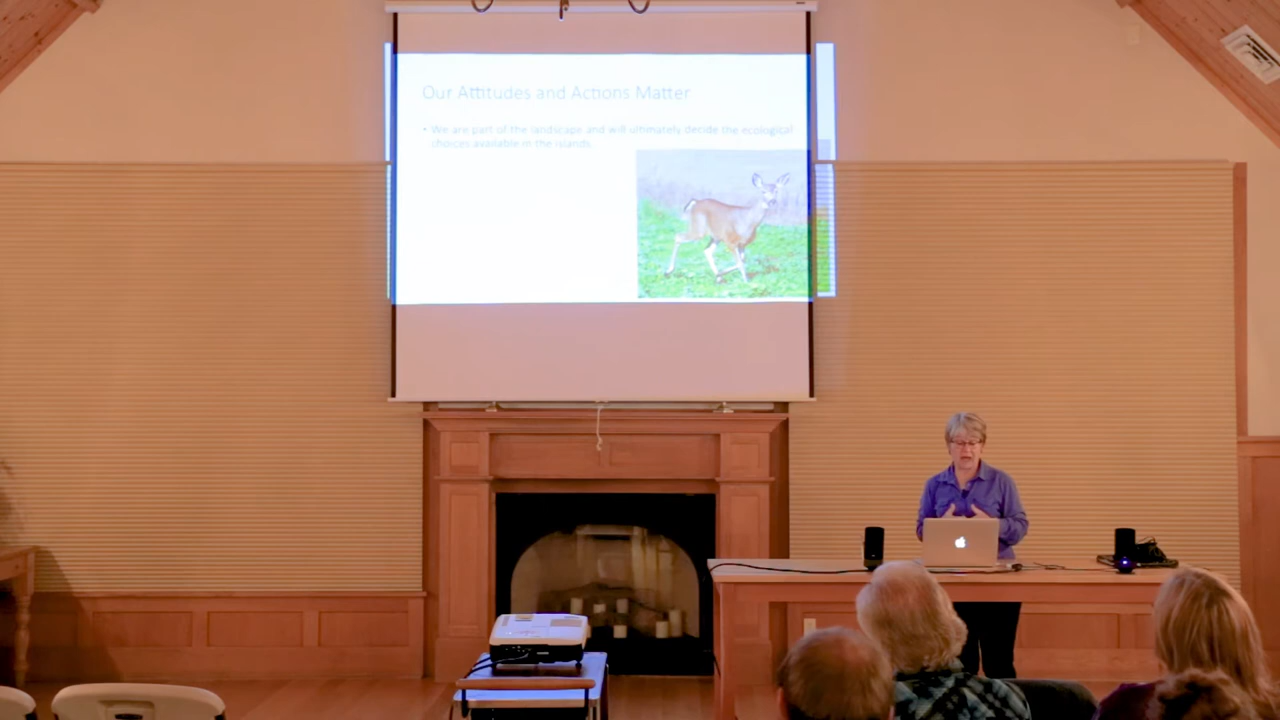 Our Attitudes and Actions Matter
• We are part of the landscape and will ultimately decide the ecological
choices available in the islands.